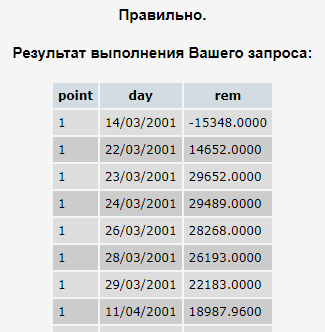 Правильно.
Результат выполнения Вашего запроса:
point day rem
1 14/03/2001 -15348.0000
1 22/03/2001 14652.0000
1 23/03/2001 29652.0000
1 24/03/2001 29489.0000
1 26/03/2001 28268.0000
1 28/03/2001 26193.0000
1 29/03/2001 22183.0000
1 11/04/2001 18987.9600